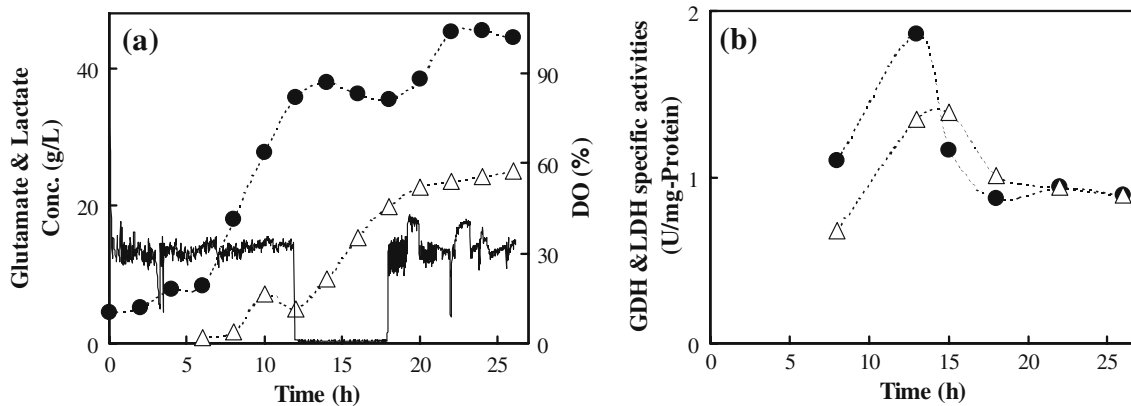 (a)
Glutamate & Lactate
Conc. (g/L)
40
20
0
90
60
30
0
DO (%)
0 5 10 15 20 25
Time (h)
(b)
GDH & LDH specific activities
(U/mg-Protein)
2
1
0
0 5 10 15 20 25
Time (h)